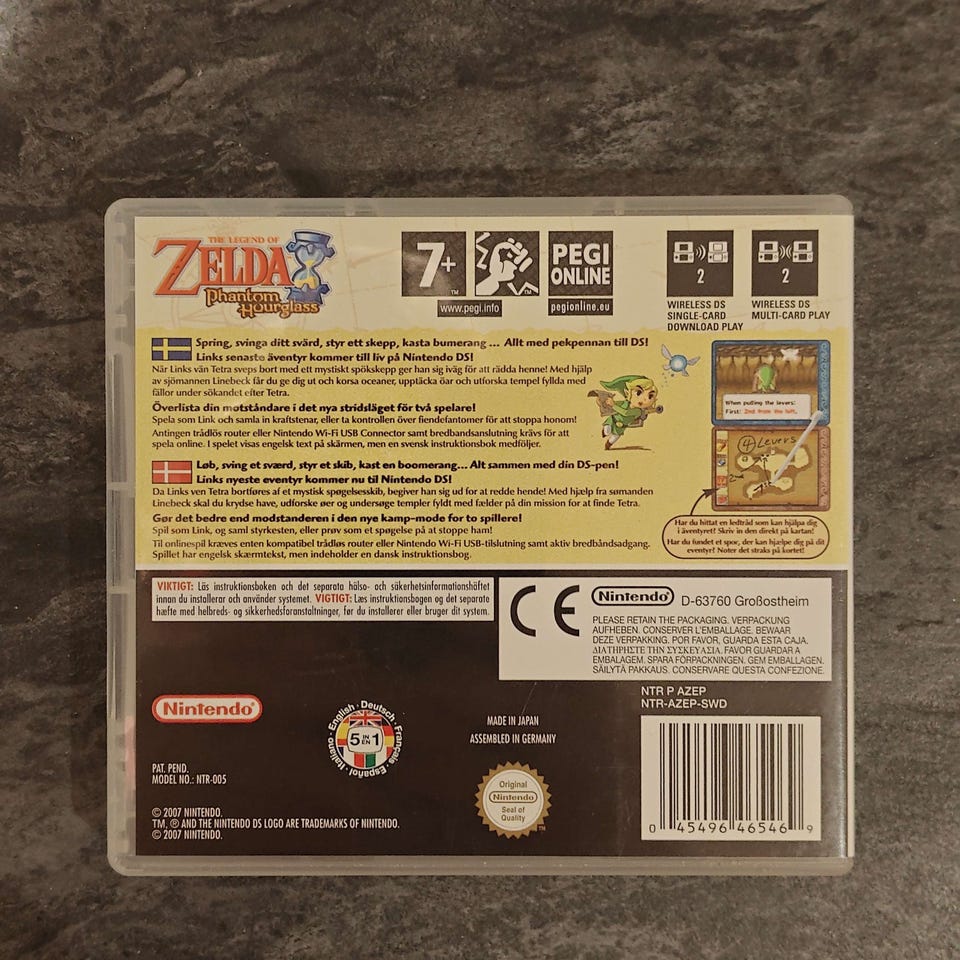 THE LEGEND OF
ZELDA
Phantom
Hourglass
7+
TM
www.pegi.info
PEGI
ONLINE
pegionline.eu
2
WIRELESS DS
SINGLE-CARD
DOWNLOAD PLAY
2
WIRELESS DS
MULTI-CARD PLAY
Spring, svinga ditt svärd, styr ett skepp, kasta bumerang ... Allt med pekpennan till DS!
Links senaste äventyr kommer till liv på Nintendo DS!
När Links vän Tetra sveps bort med ett mystiskt spökskepp ger han sig iväg för att rädda henne! Med hjälp
av sjömannen Linebeck får du ge dig ut och korsa oceaner, upptäcka öar och utforska tempel fyllda med
fällor under sökandet efter Tetra.
Överlista din motståndare i det nya stridsläget för två spelare!
Spela som Link och samla in kraftstenar, eller ta kontrollen över fiendefantomer för att stoppa honom!
Antingen trådlös router eller Nintendo Wi-Fi USB Connector samt bredbandsanslutning krävs för att
spela online. I spelet visas engelsk text på skärmen, men en svensk instruktionsbok medföljer.
Løb, sving et sværd, styr et skib, kast en boomerang... Alt sammen med din DS-pen!
Links nyeste eventyr kommer nu til Nintendo DS!
Da Links ven Tetra bortføres af et mystisk spøgelsesskib, begiver han sig ud for at redde hende! Med hjælp fra sømanden
Linebeck skal du krydse have, udforske øer og undersøge templer fyldt med fælder på din mission for at finde Tetra.
Gør det bedre end modstanderen i den nye kamp-mode for to spillere!
Spil som Link, og saml styrkesten, eller prøv som et spøgelse på at stoppe ham!
Til onlinespil kræves enten kompatibel trådløs router eller Nintendo Wi-Fi USB-tilslutning samt aktiv bredbåndsadgang.
Spillet har engelsk skærmtekst, men indeholder en dansk instruktionsbog.
When pulling the levers:
First: 2nd from the left,
④ Levers
Har du hittat en ledtråd som kan hjälpa dig
i äventyret? Skriv in den direkt på kartan!
Har du fundet et spor, der kan hjælpe dig på dit
eventyr? Noter det straks på kortet!
VIKTIGT: Läs instruktionsboken och det separata hälso- och säkerhetsinformationshäftet
innan du installerar och använder systemet. VIGTIGT: Læs instruktionsbogen og det separate
hæfte med helbreds- og sikkerhedsforanstaltninger, før du installerer eller bruger dit system.
CE
Nintendo® D-63760 Großostheim
PLEASE RETAIN THE PACKAGING. VERPACKUNG
AUFHEBEN. CONSERVER L'EMBALLAGE. BEWAAR
DEZE VERPAKKING. POR FAVOR, GUARDA ESTA CAJA.
ΔΙΑΤΗΡΗΣΤΕ ΤΗΝ ΣΥΣΚΕΥΑΣΙΑ. FAVOR GUARDAR A
EMBALAGEM. SPARA FÖRPACKNINGEN. GEM EMBALLAGEN.
SÄILYTÄ PAKKAUS. CONSERVARE QUESTA CONFEZIONE.
NTR P AZEP
NTR-AZEP-SWD
Nintendo®
English · Deutsch · Français · Español · Italiano
5 IN EN 1
MADE IN JAPAN
ASSEMBLED IN GERMANY
PAT. PEND.
MODEL NO.: NTR-005
Original
Nintendo
Seal of
Quality
TM
© 2007 NINTENDO.
TM, ® AND THE NINTENDO DS LOGO ARE TRADEMARKS OF NINTENDO.
© 2007 NINTENDO.
0 45496 46546 9